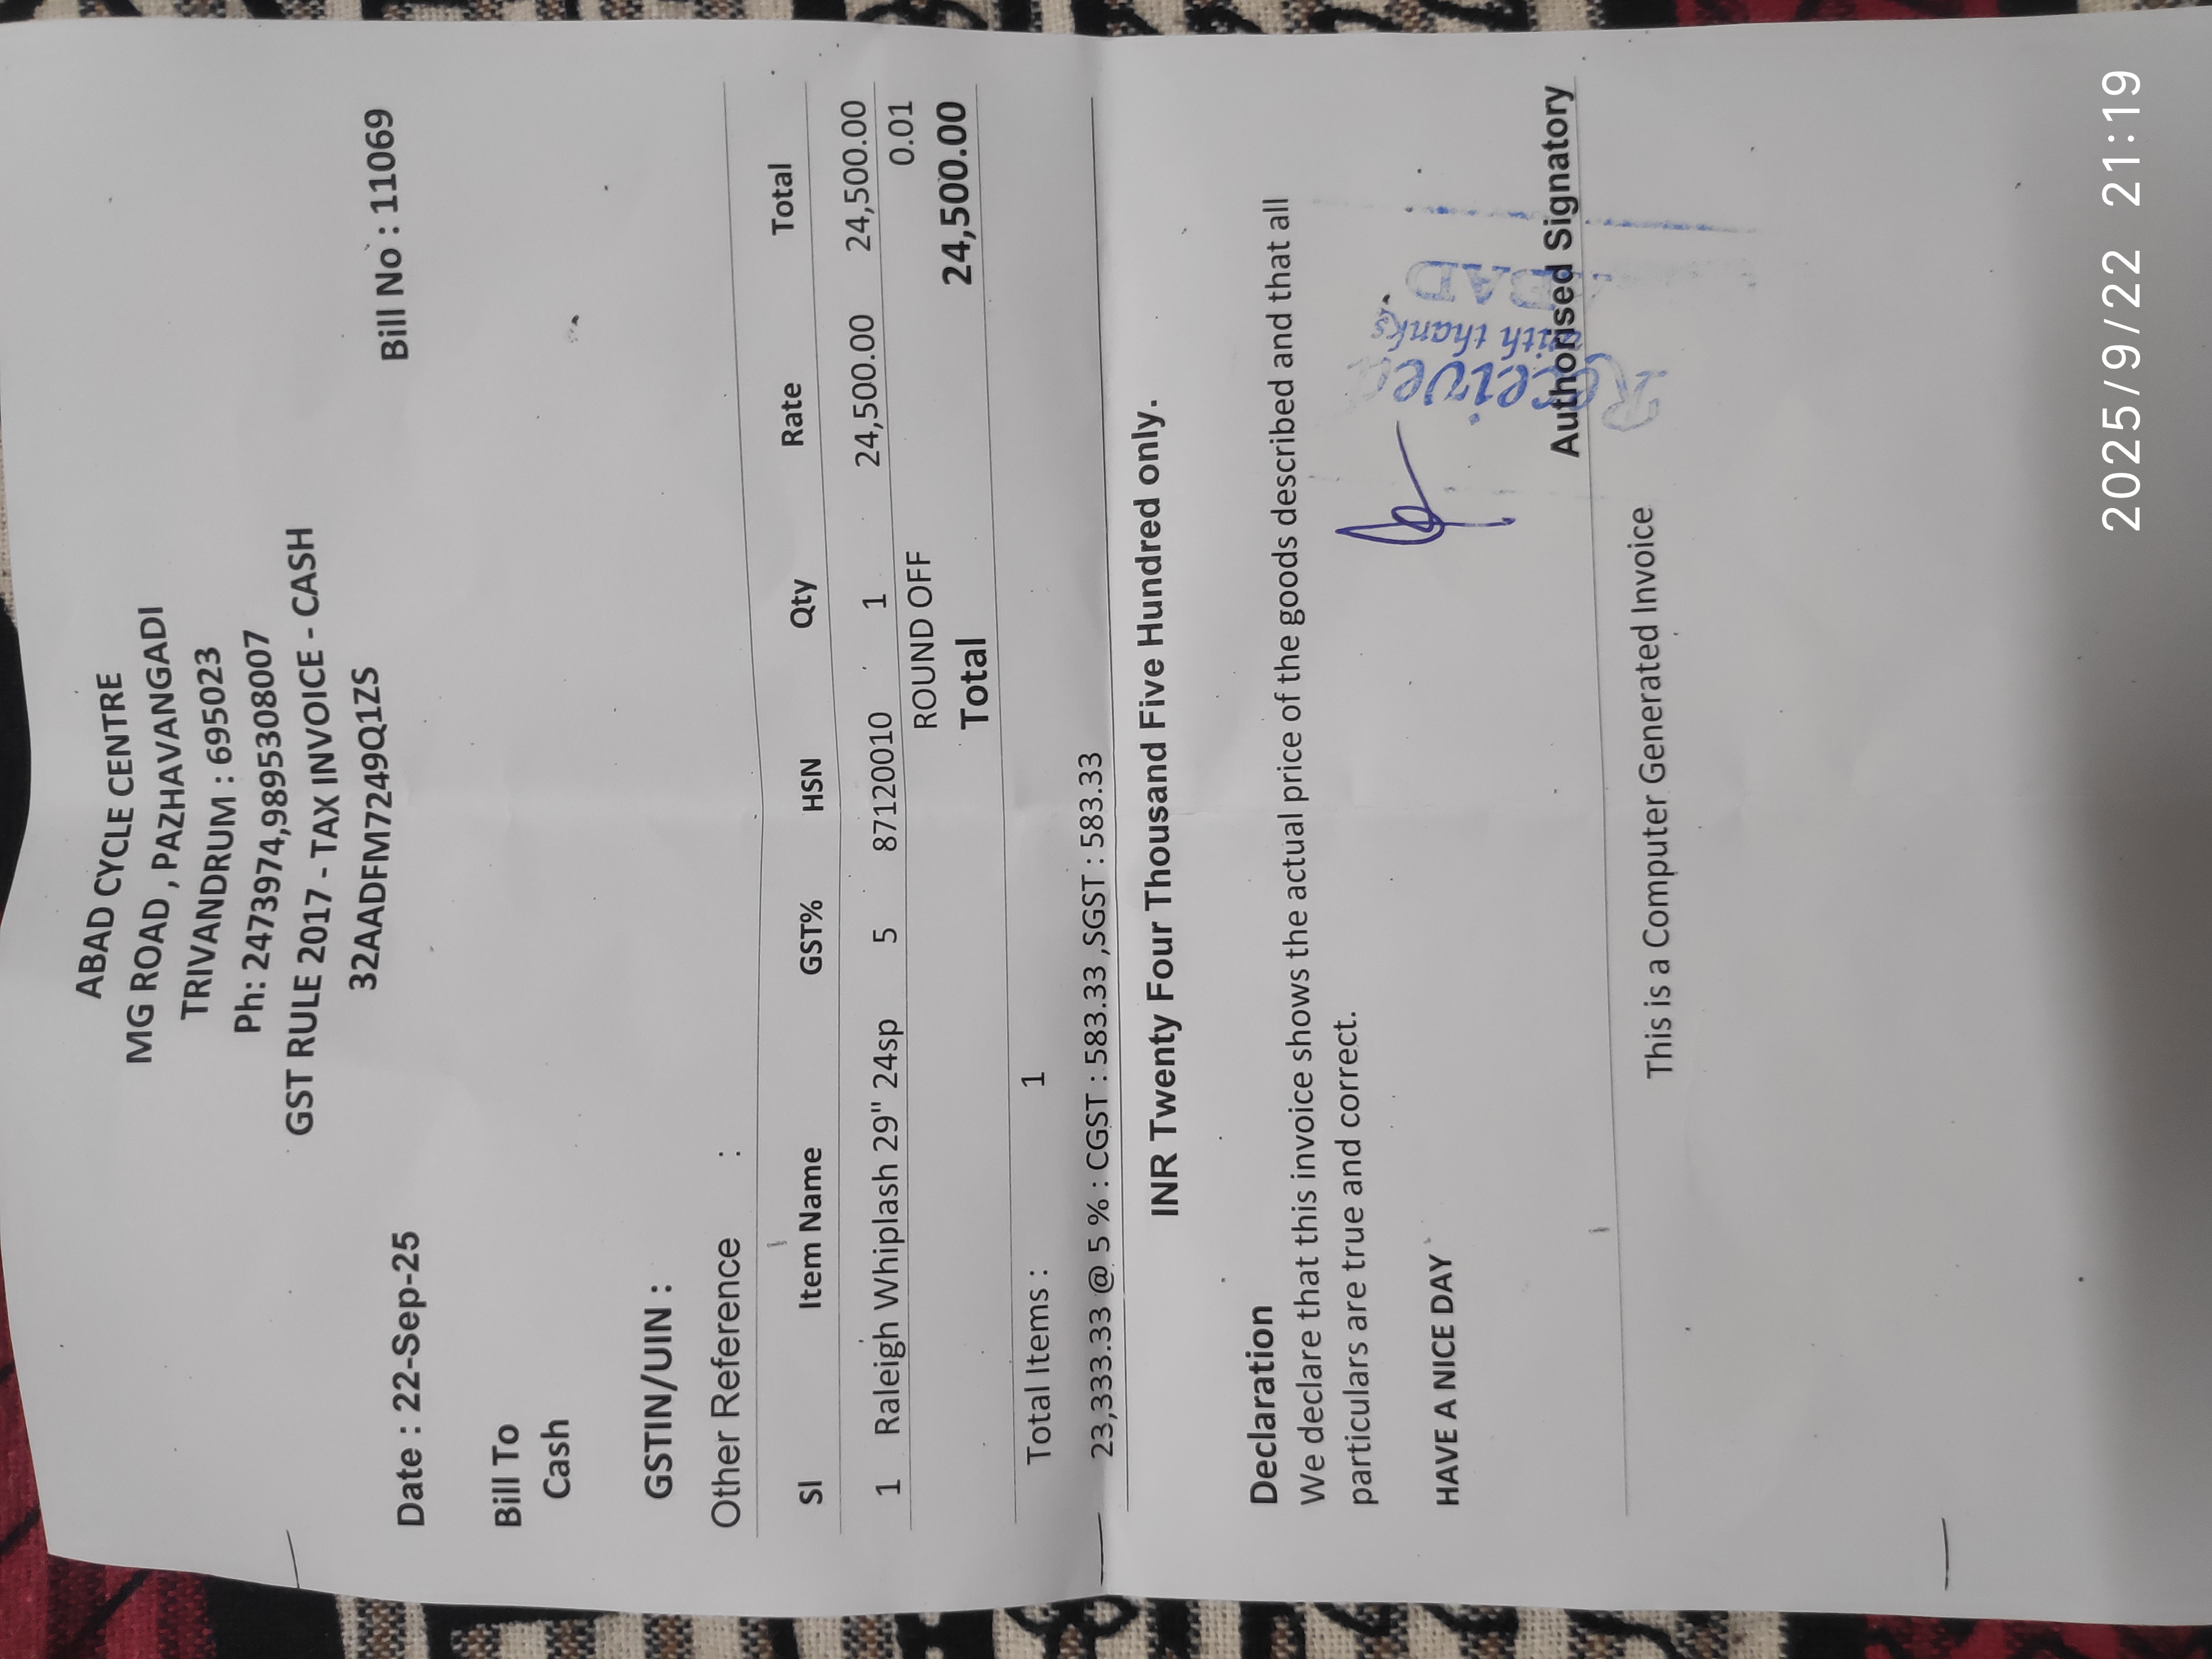 ABAD CYCLE CENTRE
MG ROAD , PAZHAVANGADI
TRIVANDRUM : 695023
Ph: 2473974,9895308007
GST RULE 2017 - TAX INVOICE - CASH
32AADFM7249Q1ZS
Date : 22-Sep-25 Bill No : 11069
Bill To
Cash
GSTIN/UIN :
Other Reference :
Sl Item Name GST% HSN Qty Rate Total
1 Raleigh Whiplash 29" 24sp 5 87120010 1 24,500.00 24,500.00
ROUND OFF 0.01
Total 24,500.00
Total Items : 1
23,333.33 @ 5 % : CGST : 583.33 ,SGST : 583.33
INR Twenty Four Thousand Five Hundred only.
Declaration
We declare that this invoice shows the actual price of the goods described and that all
particulars are true and correct.
HAVE A NICE DAY
Received
with thanks
ABAD
Authorised Signatory
This is a Computer Generated Invoice
2025/9/22 21:19